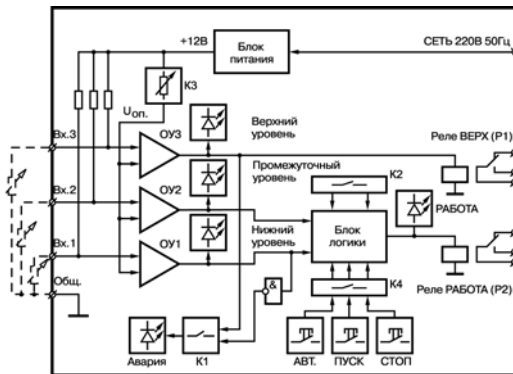 +12В
Блок
питания
СЕТЬ 220В 50Гц
К3
Uоп.
Вх.3
ОУ3
Верхний
уровень
Реле ВЕРХ (Р1)
Промежуточный
уровень
Вх.2
ОУ2
К2
РАБОТА
Нижний
уровень
Блок
логики
Вх.1
ОУ1
Реле РАБОТА (Р2)
Общ.
&
К4
Авария
К1
АВТ.
ПУСК
СТОП